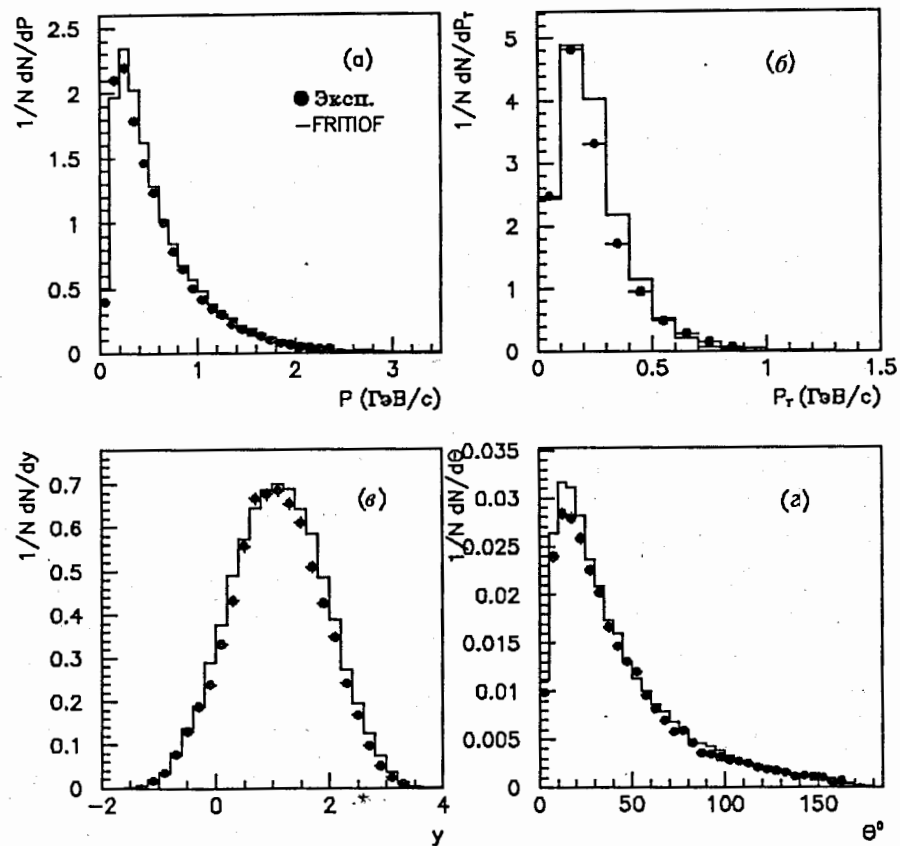 1/N dN/dP
2.5
2
1.5
1
0.5
0
(а)
● Эксп.
—FRITIOF
0 1 2 3
P (ГэВ/с)
1/N dN/dPт
5
4
3
2
1
0
(б)
0 0.5 1 1.5
Pт (ГэВ/с)
1/N dN/dy
0.7
0.6
0.5
0.4
0.3
0.2
0.1
0
(в)
−2 0 2 4
y
1/N dN/dθ
0.035
0.03
0.025
0.02
0.015
0.01
0.005
0
(г)
0 50 100 150
θ⁰